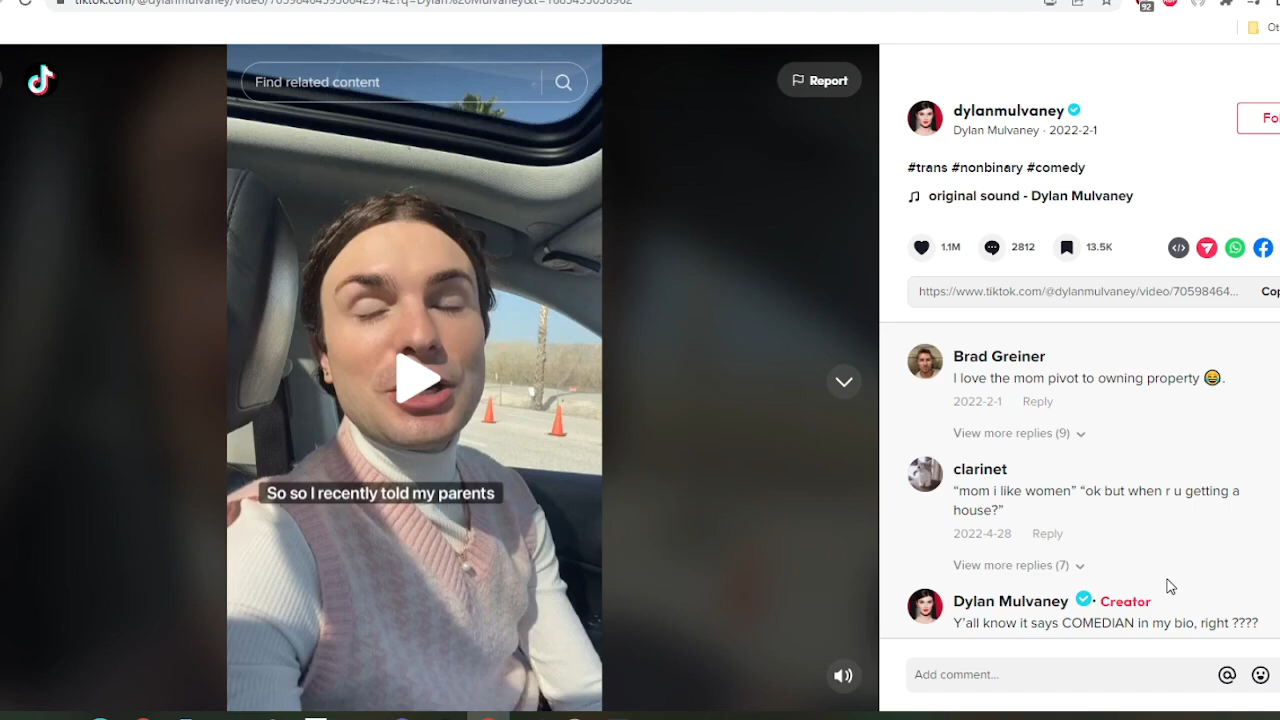 92
Ot
Find related content
Report
dylanmulvaney
Dylan Mulvaney · 2022-2-1
Fol
#trans #nonbinary #comedy
original sound - Dylan Mulvaney
1.1M
2812
13.5K
https://www.tiktok.com/@dylanmulvaney/video/70598464...
Cop
Brad Greiner
I love the mom pivot to owning property 😂.
2022-2-1 Reply
View more replies (9)
clarinet
“mom i like women” “ok but when r u getting a
house?”
2022-4-28 Reply
View more replies (7)
Dylan Mulvaney · Creator
Y’all know it says COMEDIAN in my bio, right ????
Add comment...
So so I recently told my parents